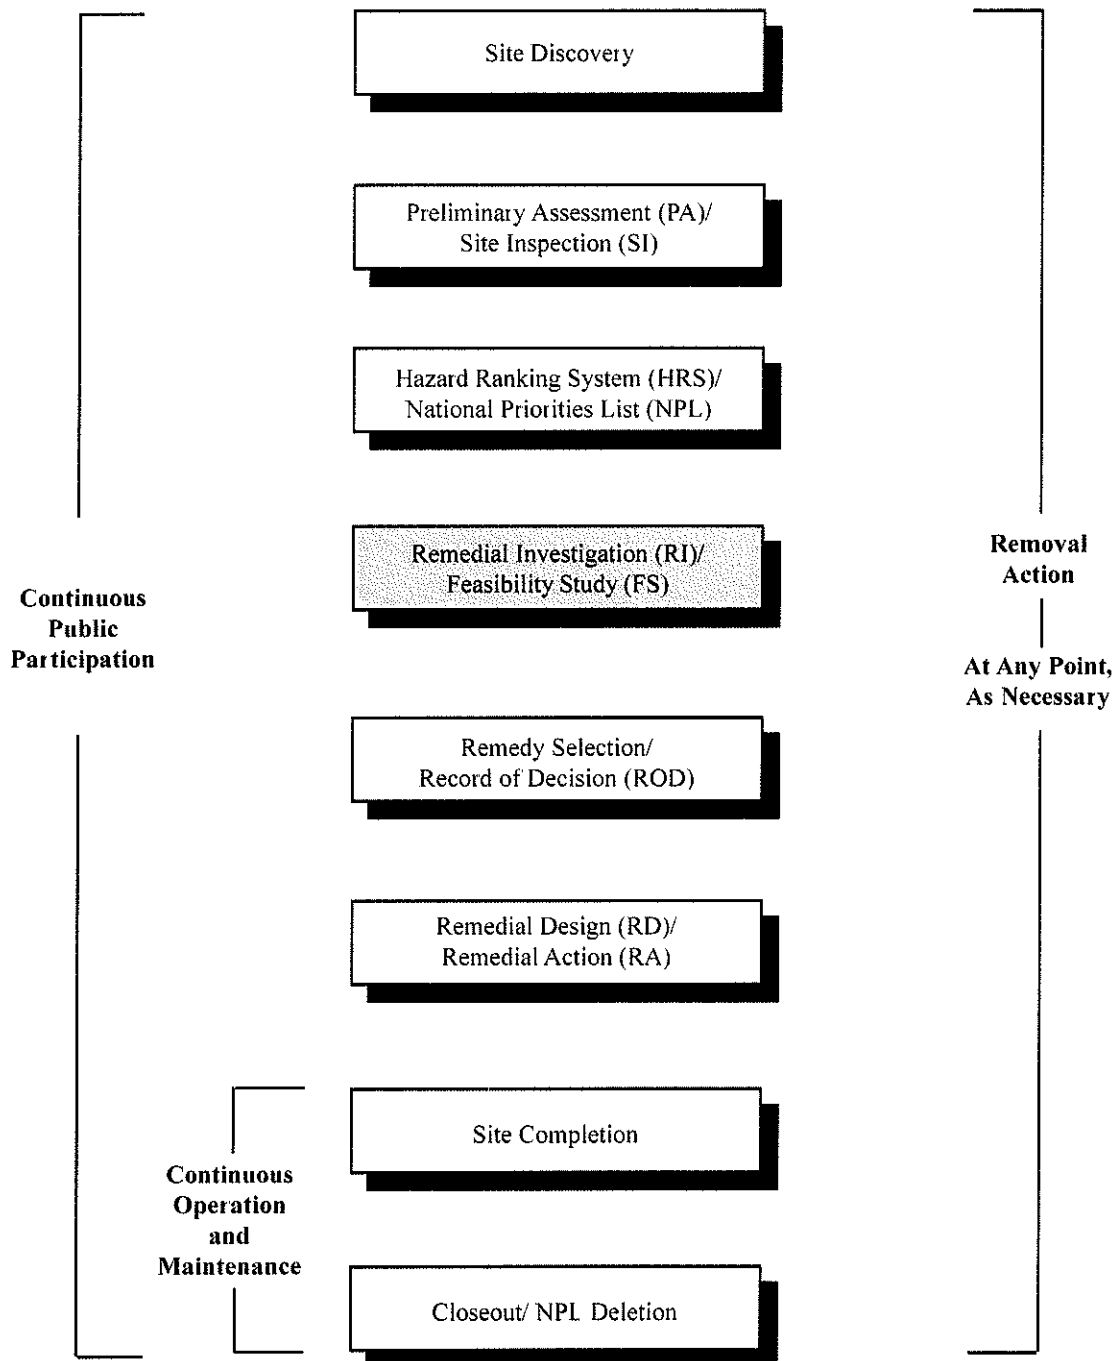 Site Discovery
Preliminary Assessment (PA)/
Site Inspection (SI)
Hazard Ranking System (HRS)/
National Priorities List (NPL)
Remedial Investigation (RI)/
Feasibility Study (FS)
Removal
Action
Continuous
Public
Participation
At Any Point,
As Necessary
Remedy Selection/
Record of Decision (ROD)
Remedial Design (RD)/
Remedial Action (RA)
Site Completion
Continuous
Operation
and
Maintenance
Closeout/ NPL Deletion